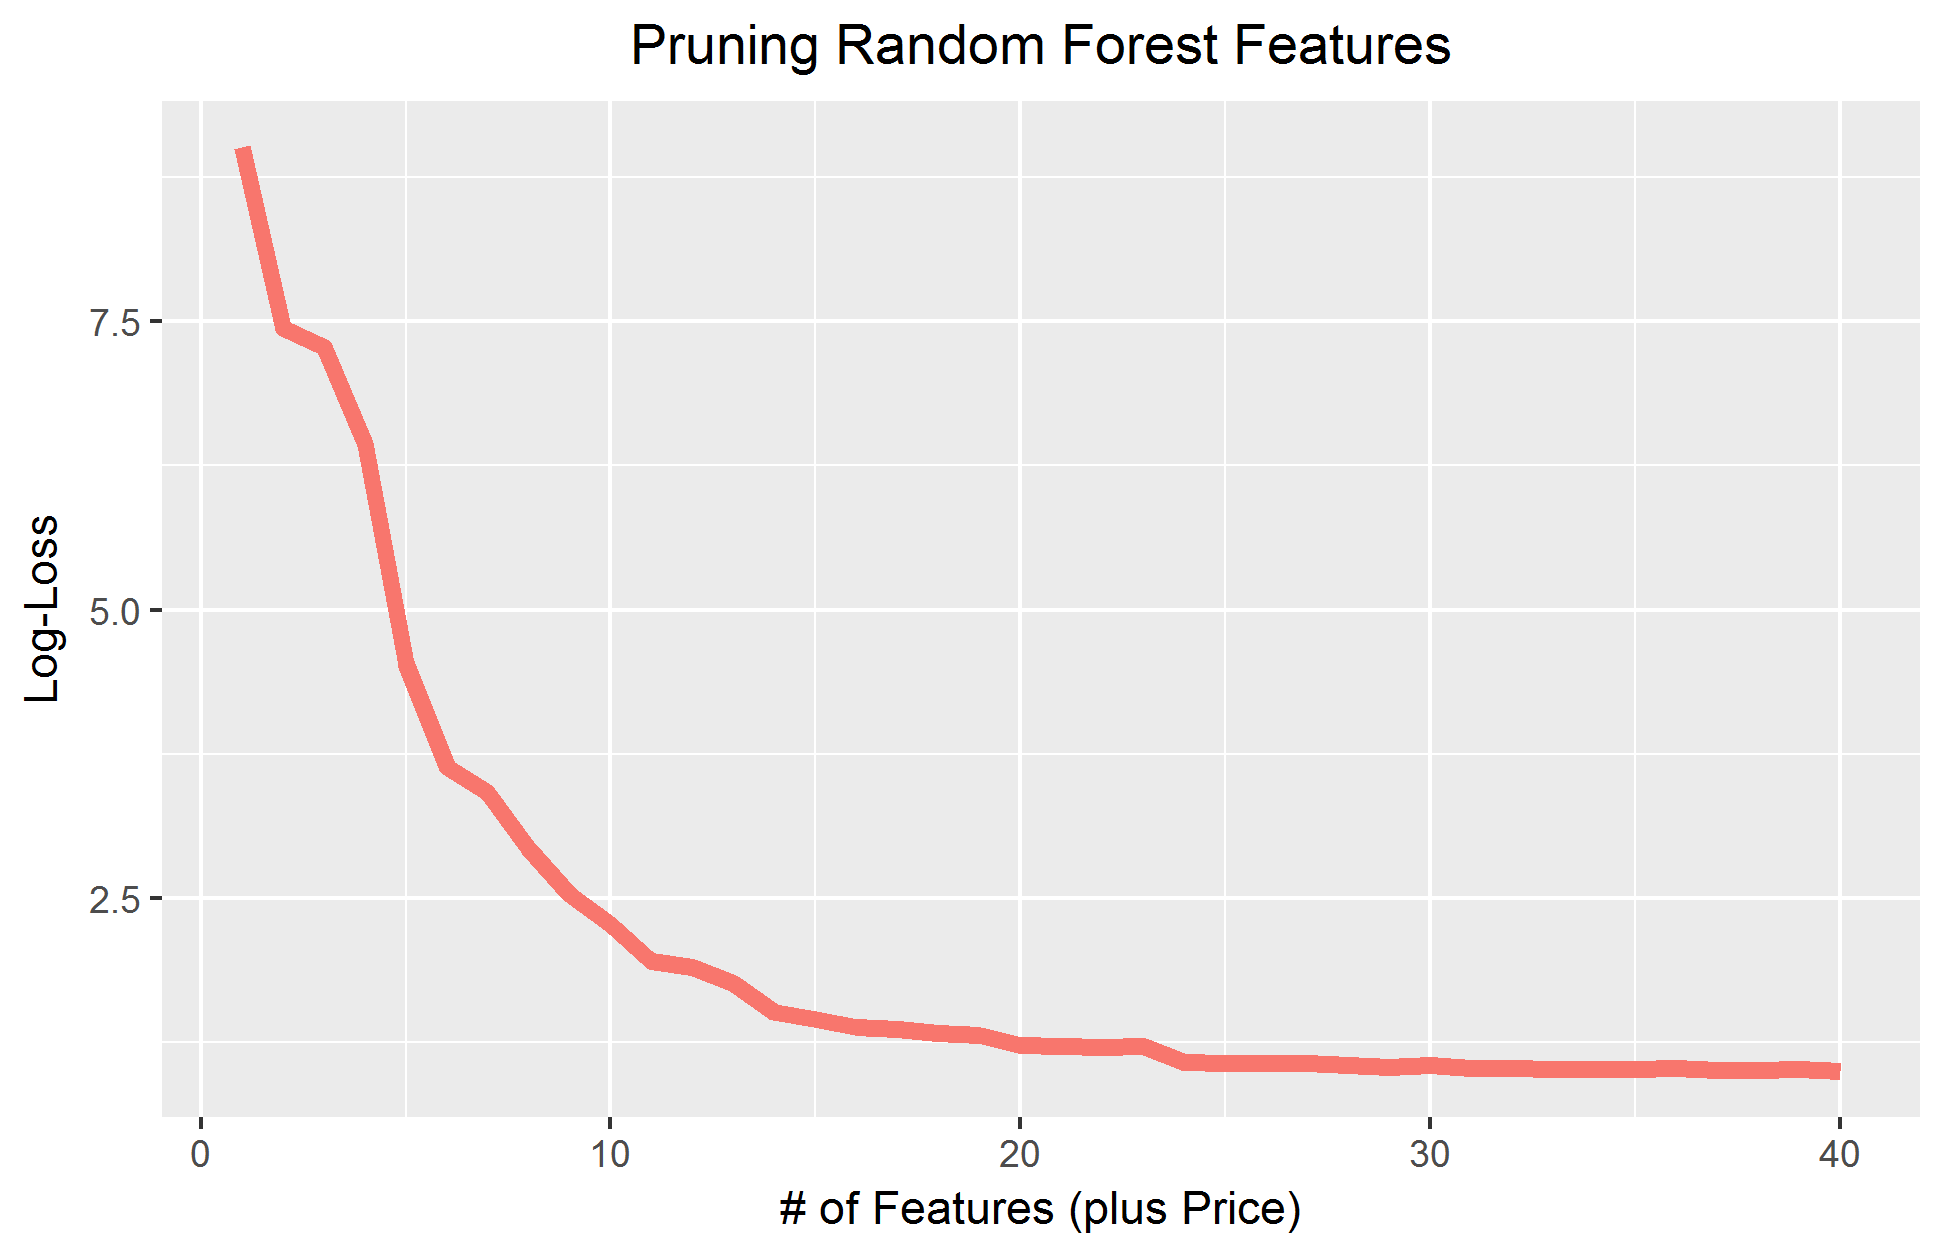 Pruning Random Forest Features
Log-Loss
7.5
5.0
2.5
0 10 20 30 40
# of Features (plus Price)